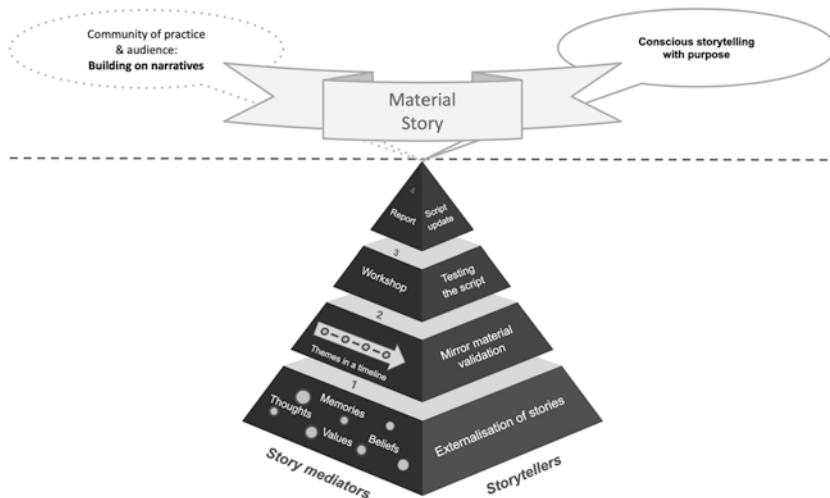 Community of practice
& audience:
Building on narratives
Conscious storytelling
with purpose
Material
Story
4
Report
Script
update
3
Workshop
Testing
the script
2
Themes in a timeline
Mirror material
validation
1
Thoughts
Memories
Values
Beliefs
Externalisation of stories
Story mediators
Storytellers